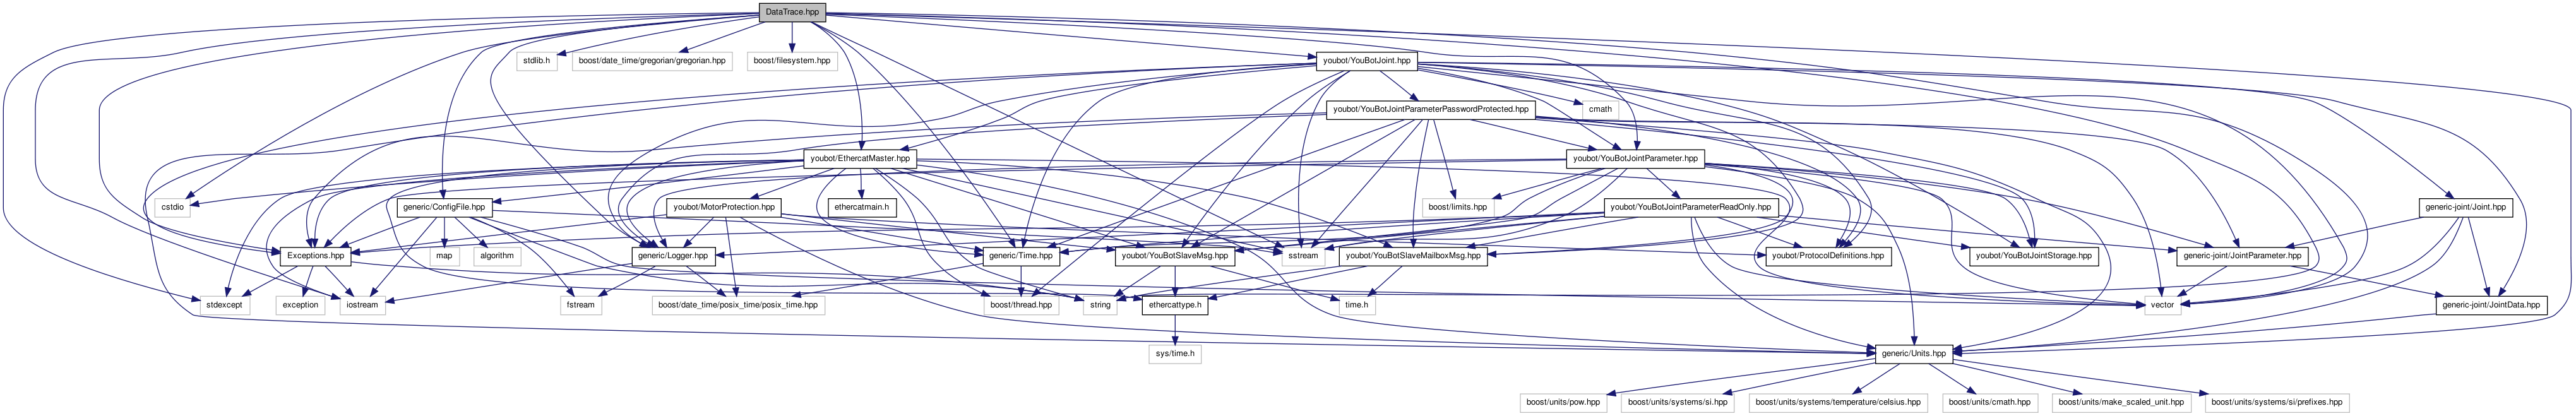 DataTrace.hpp
stdlib.h
boost/date_time/gregorian/gregorian.hpp
boost/filesystem.hpp
youbot/YouBotJoint.hpp
youbot/YouBotJointParameterPasswordProtected.hpp
cmath
youbot/EthercatMaster.hpp
youbot/YouBotJointParameter.hpp
cstdio
generic/ConfigFile.hpp
youbot/MotorProtection.hpp
ethercatmain.h
boost/limits.hpp
youbot/YouBotJointParameterReadOnly.hpp
generic-joint/Joint.hpp
Exceptions.hpp
map
algorithm
generic/Logger.hpp
generic/Time.hpp
youbot/YouBotSlaveMsg.hpp
sstream
youbot/YouBotSlaveMailboxMsg.hpp
youbot/ProtocolDefinitions.hpp
youbot/YouBotJointStorage.hpp
generic-joint/JointParameter.hpp
stdexcept
exception
iostream
fstream
boost/date_time/posix_time/posix_time.hpp
boost/thread.hpp
string
ethercattype.h
time.h
vector
generic-joint/JointData.hpp
sys/time.h
generic/Units.hpp
boost/units/pow.hpp
boost/units/systems/si.hpp
boost/units/systems/temperature/celsius.hpp
boost/units/cmath.hpp
boost/units/make_scaled_unit.hpp
boost/units/systems/si/prefixes.hpp